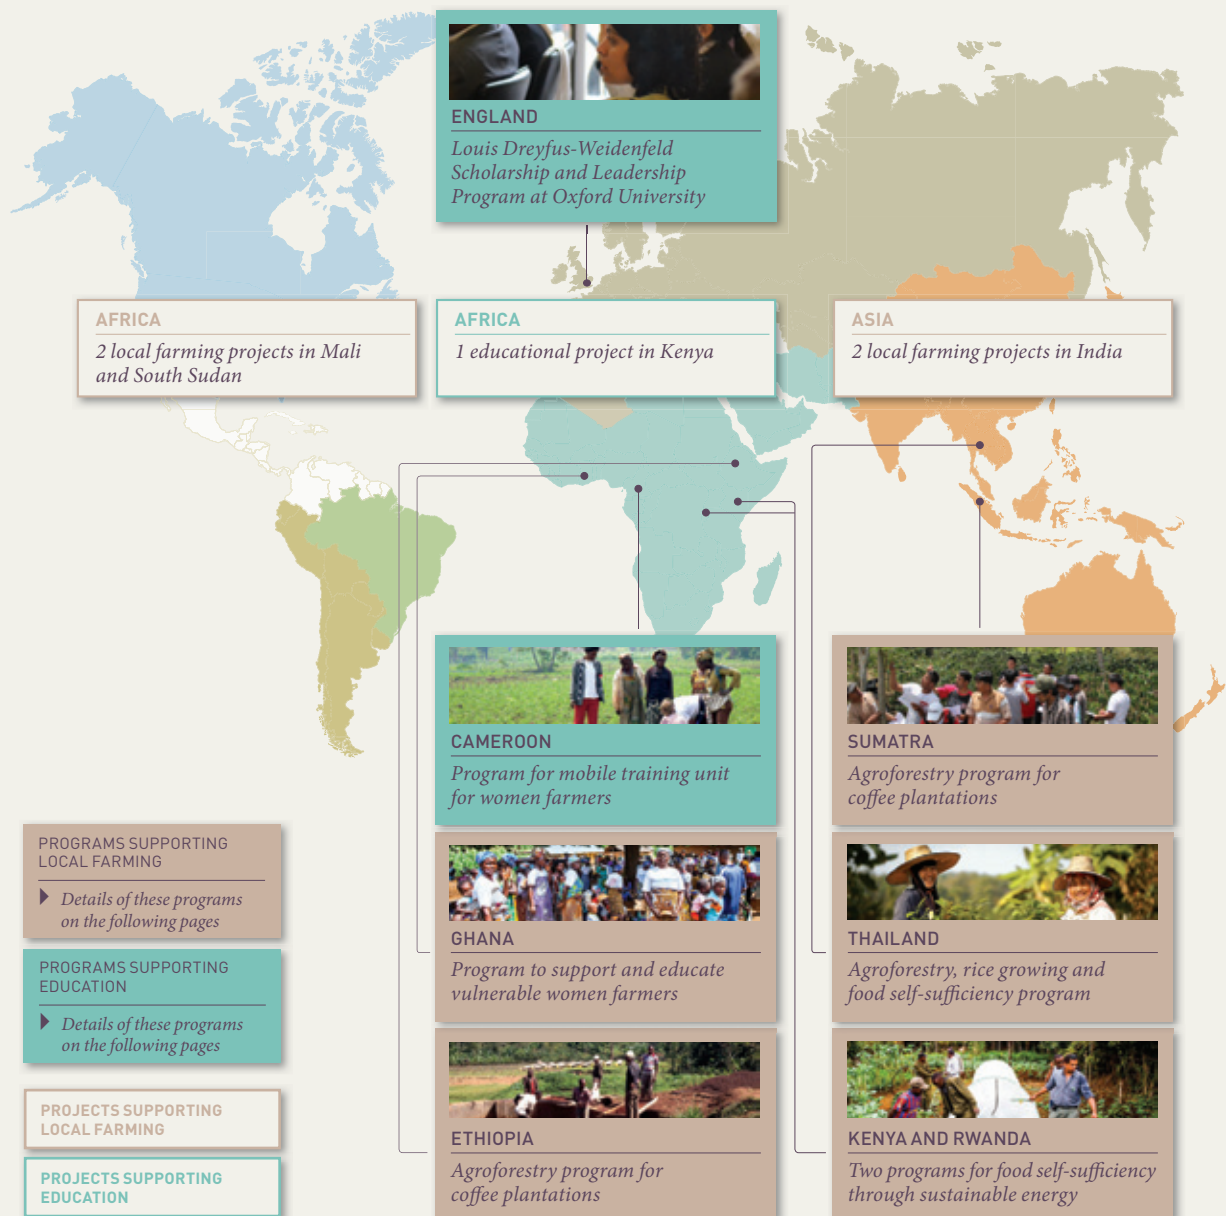 ENGLAND
Louis Dreyfus-Weidenfeld
Scholarship and Leadership
Program at Oxford University
AFRICA
2 local farming projects in Mali
and South Sudan
AFRICA
1 educational project in Kenya
ASIA
2 local farming projects in India
CAMEROON
Program for mobile training unit
for women farmers
SUMATRA
Agroforestry program for
coffee plantations
GHANA
Program to support and educate
vulnerable women farmers
THAILAND
Agroforestry, rice growing and
food self-sufficiency program
ETHIOPIA
Agroforestry program for
coffee plantations
KENYA AND RWANDA
Two programs for food self-sufficiency
through sustainable energy
PROGRAMS SUPPORTING
LOCAL FARMING
Details of these programs
on the following pages
PROGRAMS SUPPORTING
EDUCATION
Details of these programs
on the following pages
PROJECTS SUPPORTING
LOCAL FARMING
PROJECTS SUPPORTING
EDUCATION